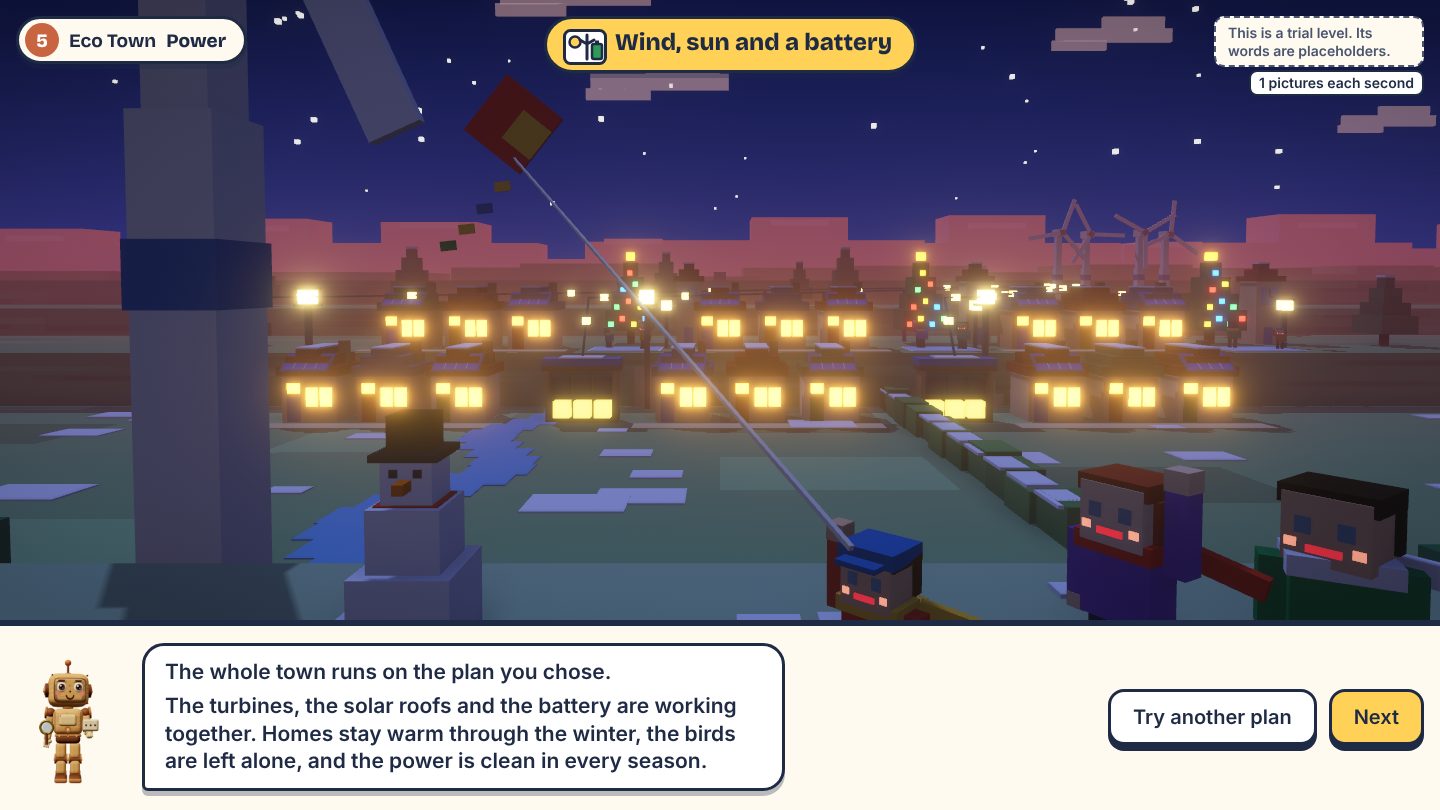 5 Eco Town Power
Wind, sun and a battery
This is a trial level. Its
words are placeholders.
1 pictures each second
The whole town runs on the plan you chose.
The turbines, the solar roofs and the battery are working
together. Homes stay warm through the winter, the birds
are left alone, and the power is clean in every season.
Try another plan
Next